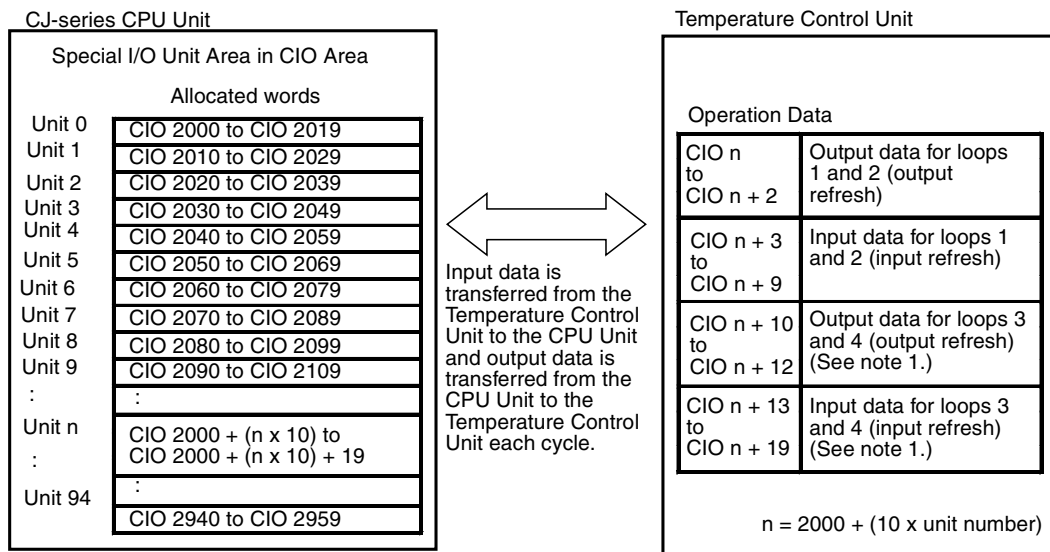 CJ-series CPU Unit
Special I/O Unit Area in CIO Area
Allocated words
Unit 0 CIO 2000 to CIO 2019
Unit 1 CIO 2010 to CIO 2029
Unit 2 CIO 2020 to CIO 2039
Unit 3 CIO 2030 to CIO 2049
Unit 4 CIO 2040 to CIO 2059
Unit 5 CIO 2050 to CIO 2069
Unit 6 CIO 2060 to CIO 2079
Unit 7 CIO 2070 to CIO 2089
Unit 8 CIO 2080 to CIO 2099
Unit 9 CIO 2090 to CIO 2109
: :
Unit n CIO 2000 + (n x 10) to
CIO 2000 + (n x 10) + 19
: :
Unit 94 CIO 2940 to CIO 2959
Input data is
transferred from the
Temperature Control
Unit to the CPU Unit
and output data is
transferred from the
CPU Unit to the
Temperature Control
Unit each cycle.
Temperature Control Unit
Operation Data
CIO n
to
CIO n + 2
Output data for loops
1 and 2 (output
refresh)
CIO n + 3
to
CIO n + 9
Input data for loops 1
and 2 (input refresh)
CIO n + 10
to
CIO n + 12
Output data for loops 3
and 4 (output refresh)
(See note 1.)
CIO n + 13
to
CIO n + 19
Input data for loops 3
and 4 (input refresh)
(See note 1.)
n = 2000 + (10 x unit number)